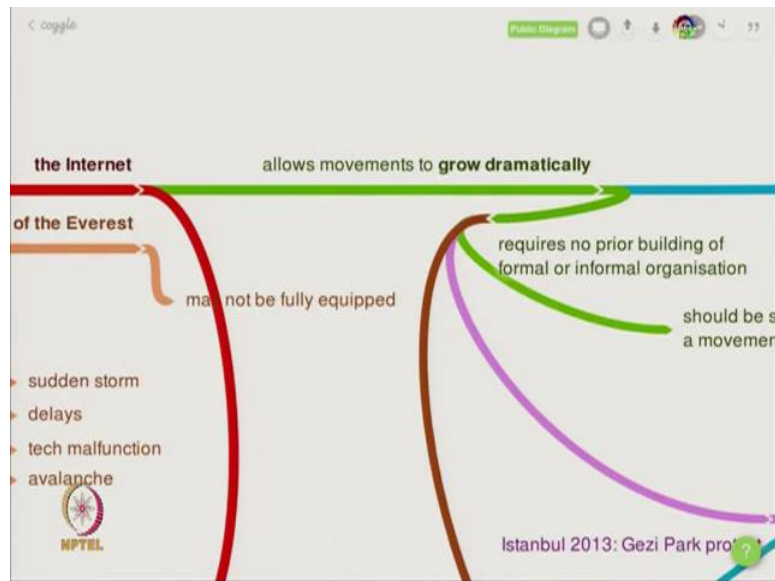 < coggle
Public Diagram
the Internet
allows movements to grow dramatically
of the Everest
requires no prior building of
formal or informal organisation
may not be fully equipped
should be s
a movemen
sudden storm
delays
tech malfunction
avalanche
NPTEL
Istanbul 2013: Gezi Park protest
?